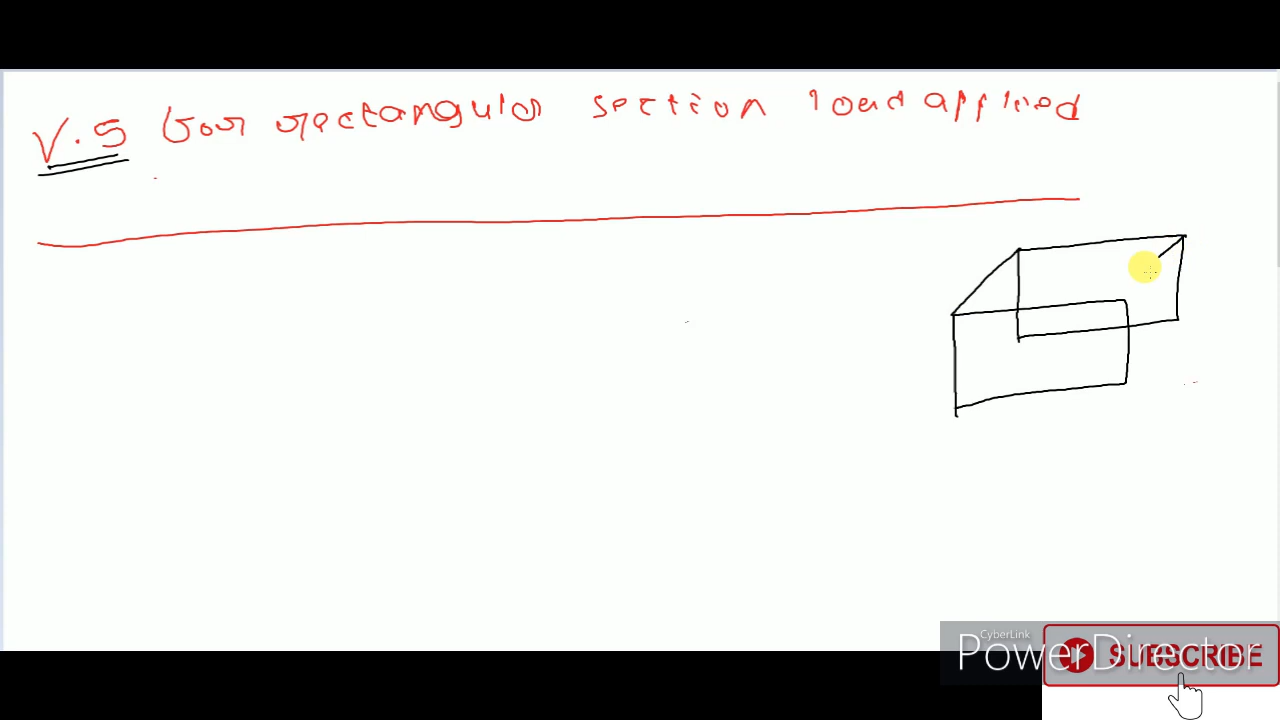 V.S for rectangular section load applied
CyberLink
PowerDirector
SUBSCRIBE